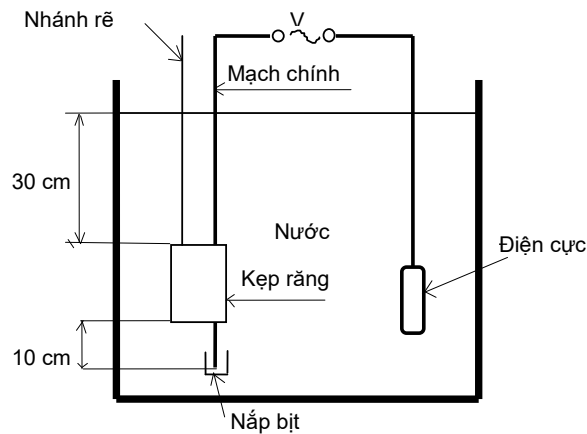 Nhánh rẽ
V
Mạch chính
30 cm
Nước
Điện cực
Kẹp răng
10 cm
Nắp bịt